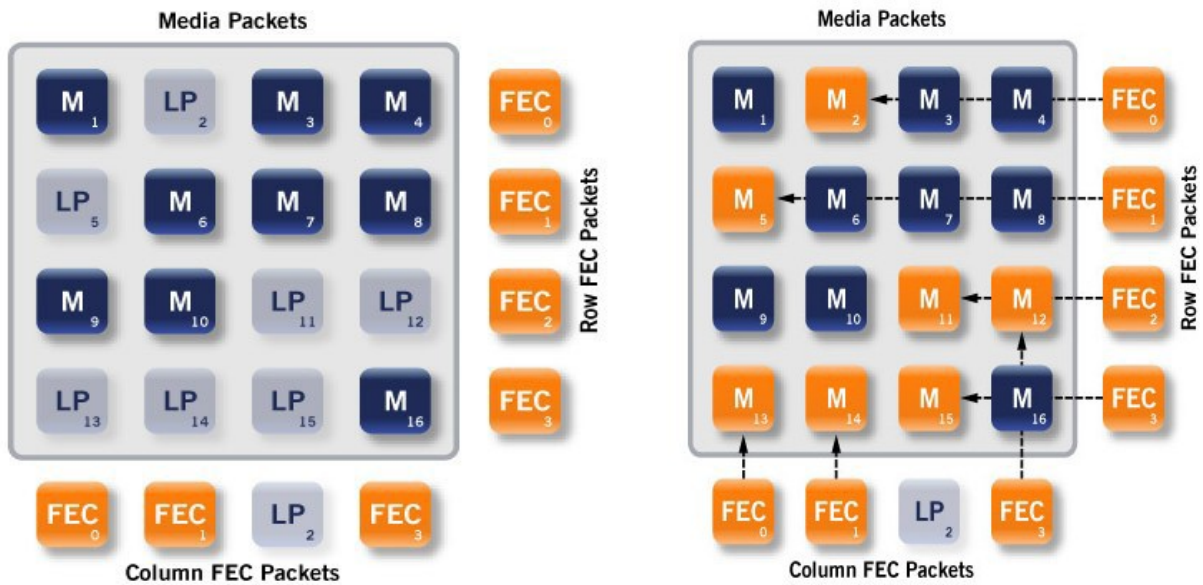 Media Packets
M 1 LP 2 M 3 M 4 FEC 0
LP 5 M 6 M 7 M 8 FEC 1
M 9 M 10 LP 11 LP 12 FEC 2
LP 13 LP 14 LP 15 M 16 FEC 3
Row FEC Packets
FEC 0 FEC 1 LP 2 FEC 3
Column FEC Packets
Media Packets
M 1 M 2 M 3 M 4 FEC 0
M 5 M 6 M 7 M 8 FEC 1
M 9 M 10 M 11 M 12 FEC 2
M 13 M 14 M 15 M 16 FEC 3
Row FEC Packets
FEC 0 FEC 1 LP 2 FEC 3
Column FEC Packets